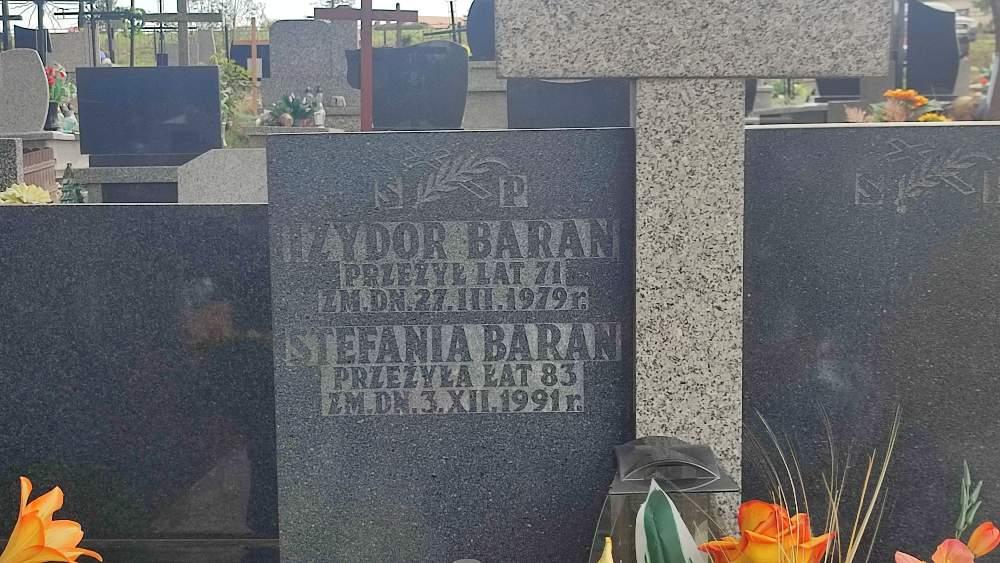 Ś P
IZYDOR BARAN
PRZEŻYŁ LAT 71
ZM. DN. 27. III. 1979 r.
STEFANIA BARAN
PRZEŻYŁA LAT 83
ZM. DN. 3. XII. 1991 r.
Ś